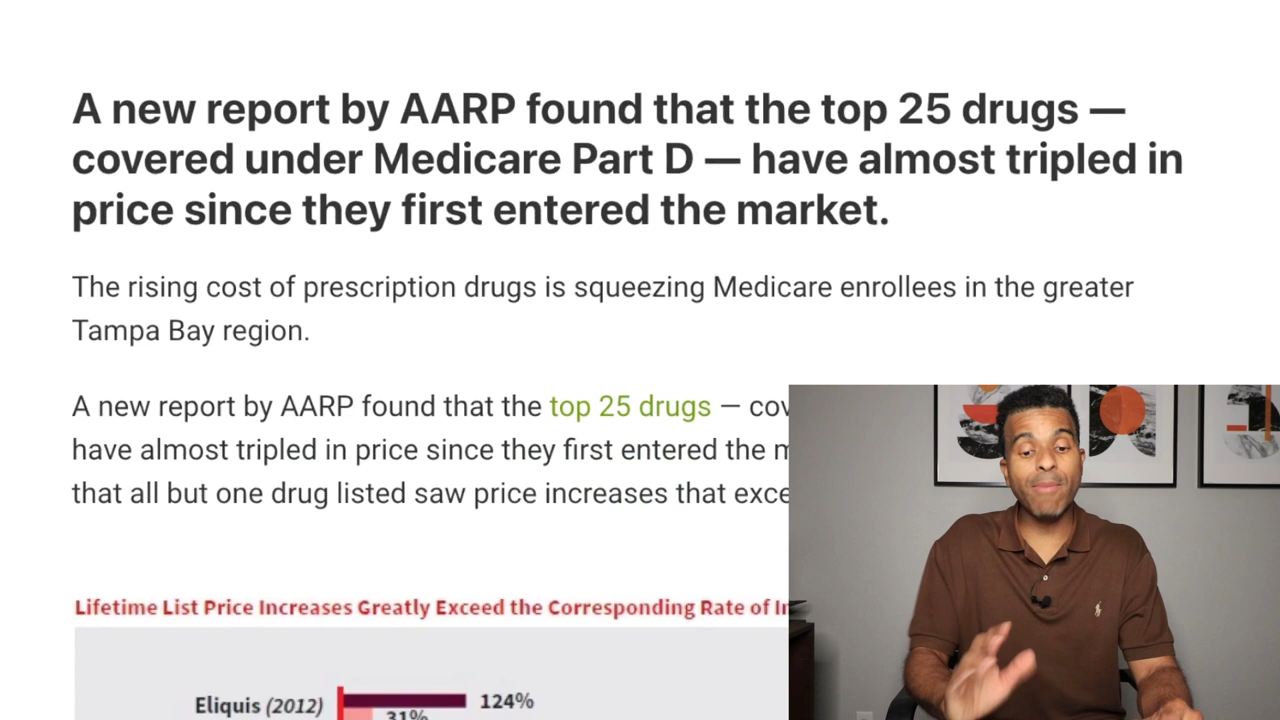 A new report by AARP found that the top 25 drugs —
covered under Medicare Part D — have almost tripled in
price since they first entered the market.
The rising cost of prescription drugs is squeezing Medicare enrollees in the greater
Tampa Bay region.
A new report by AARP found that the top 25 drugs —
have almost tripled in price since they first entered the
that all but one drug listed saw price increases that
Lifetime List Price Increases Greatly Exceed the Corresponding Rate of
Eliquis (2012) 124%
31%